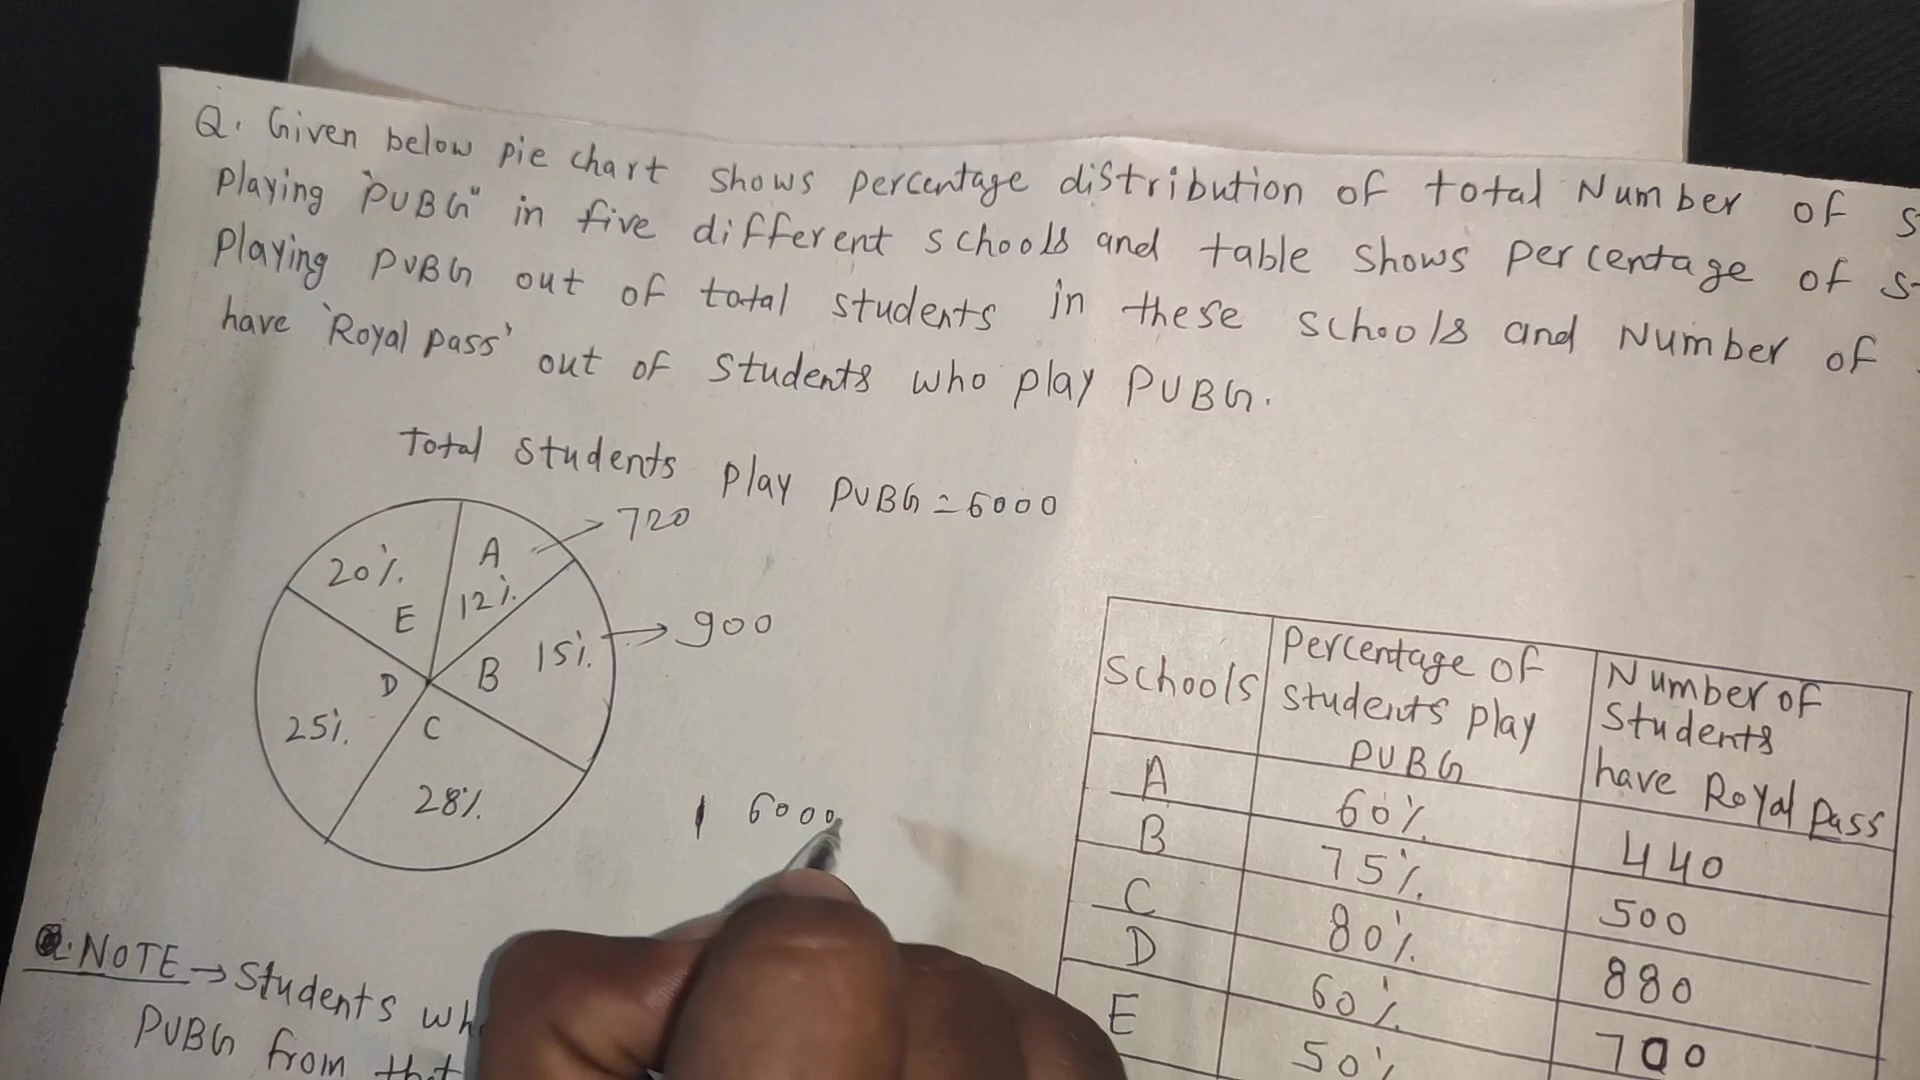 Q. Given below pie chart shows percentage distribution of total Number of
playing "PUBG" in five different schools and table shows percentage of
playing PUBG out of total students in these schools and Number of
have 'Royal pass' out of students who play PUBG.
Total students play PUBG = 6000
720
A
20%.
12%.
E
900
15%.
B
D
25%.
C
28%.
6000
Schools Percentage of students play PUBG Number of students have Royal pass
A 60%. 440
B 75%. 500
C 80%. 880
D 60%. 700
E 50%
NOTE → Students
PUBG from